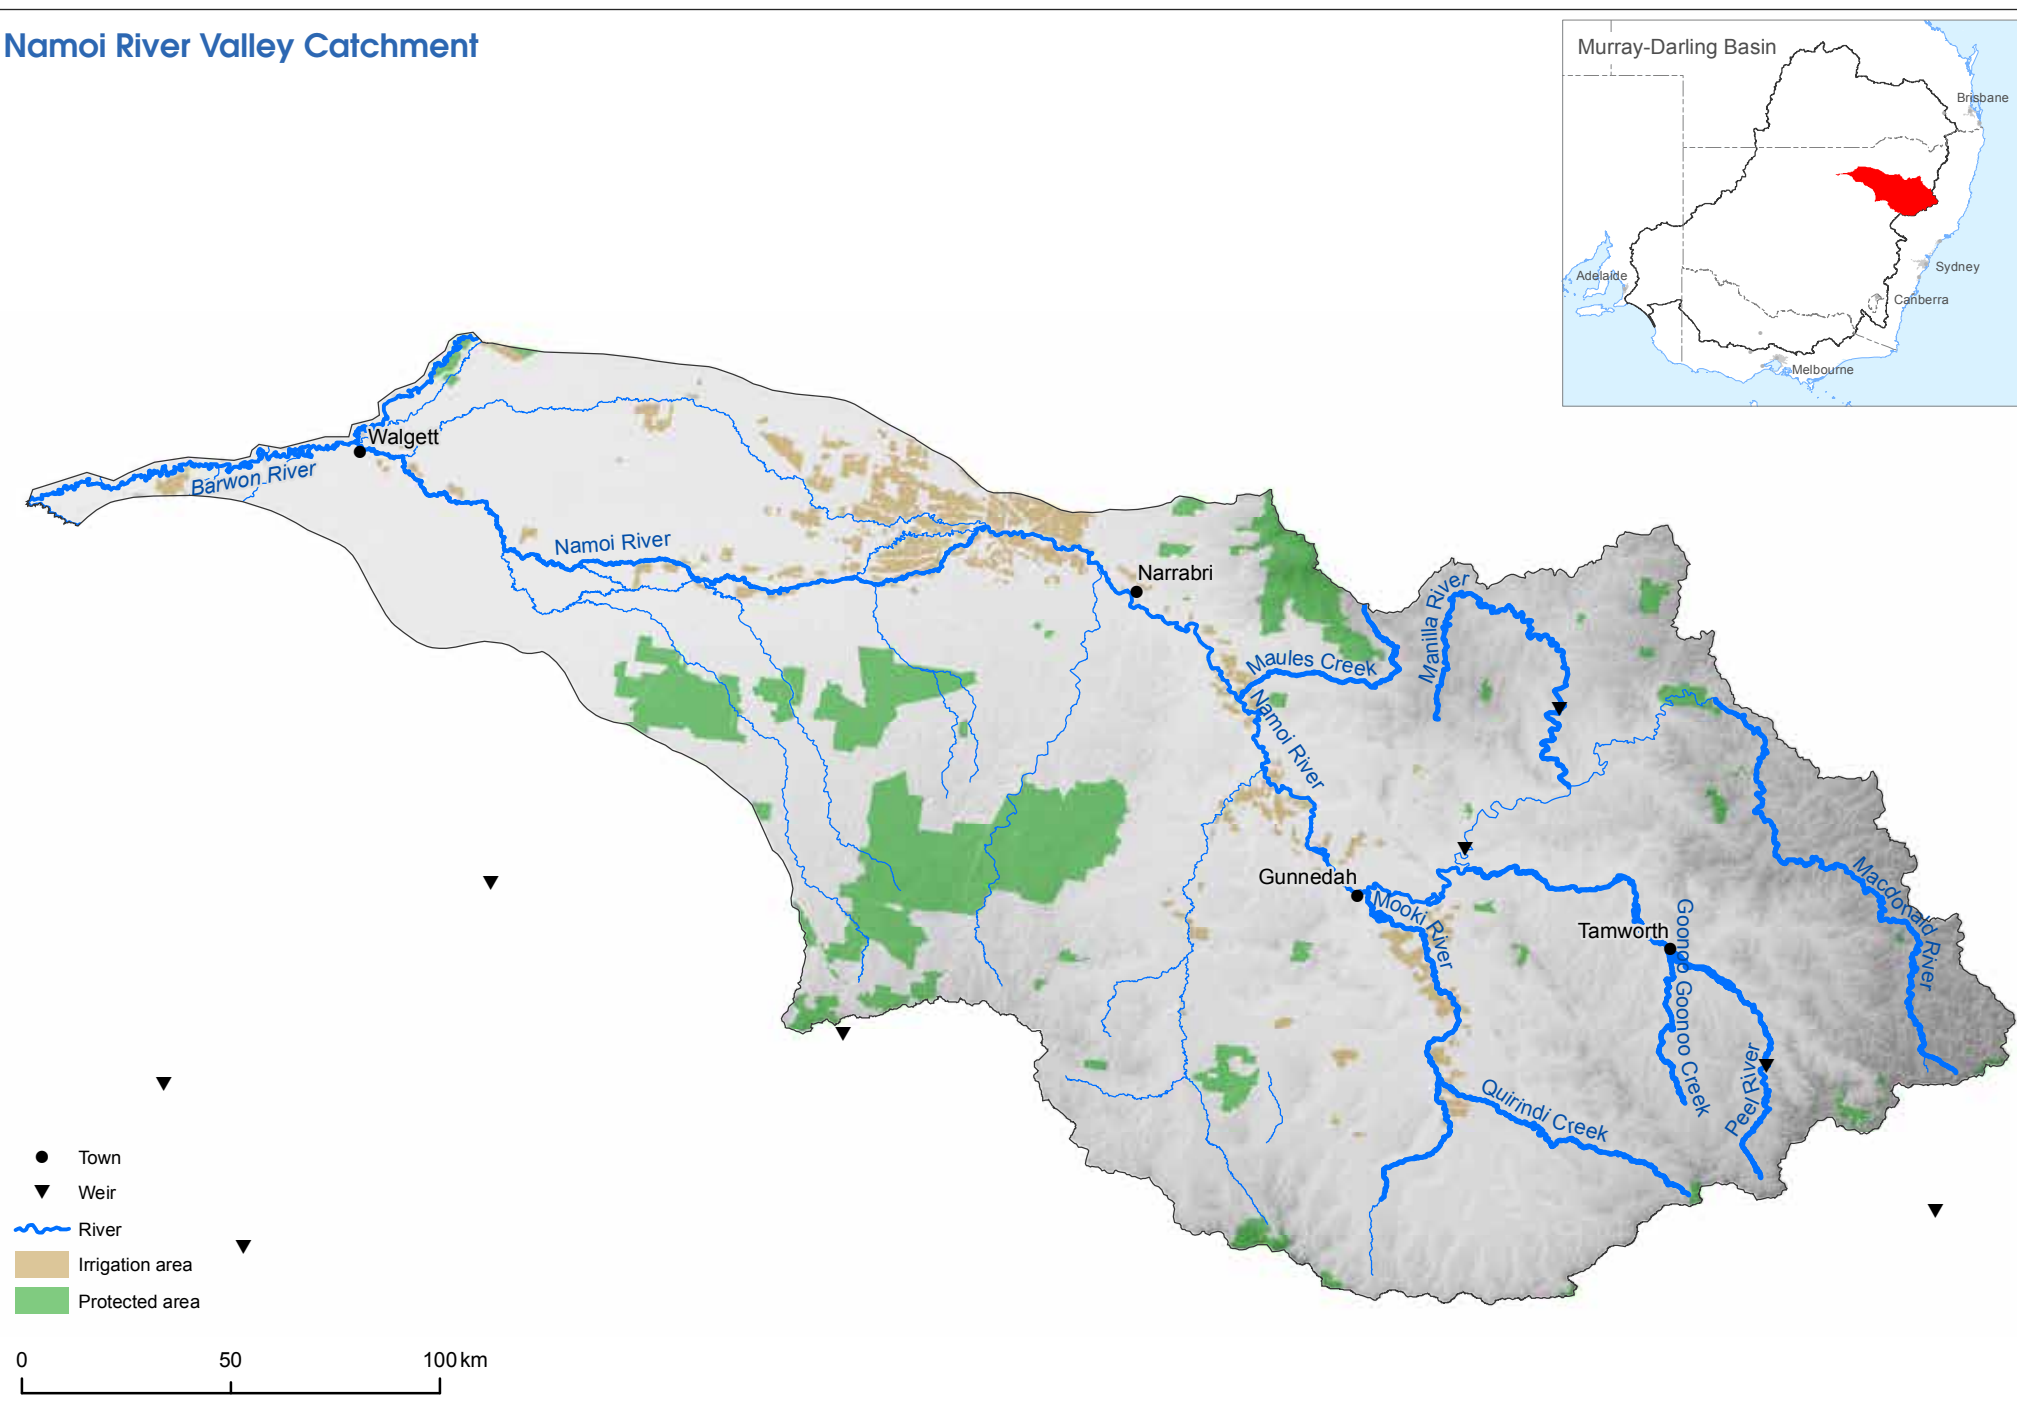 Namoi River Valley Catchment
Murray-Darling Basin
Brisbane
Adelaide
Sydney
Canberra
Melbourne
Walgett
Barwon River
Namoi River
Narrabri
Maules Creek
Manilla River
Namoi River
Gunnedah
Mooki River
Macdonald River
Tamworth
Goonoo Goonoo Creek
Peel River
Quirindi Creek
Town
Weir
River
Irrigation area
Protected area
0 50 100 km